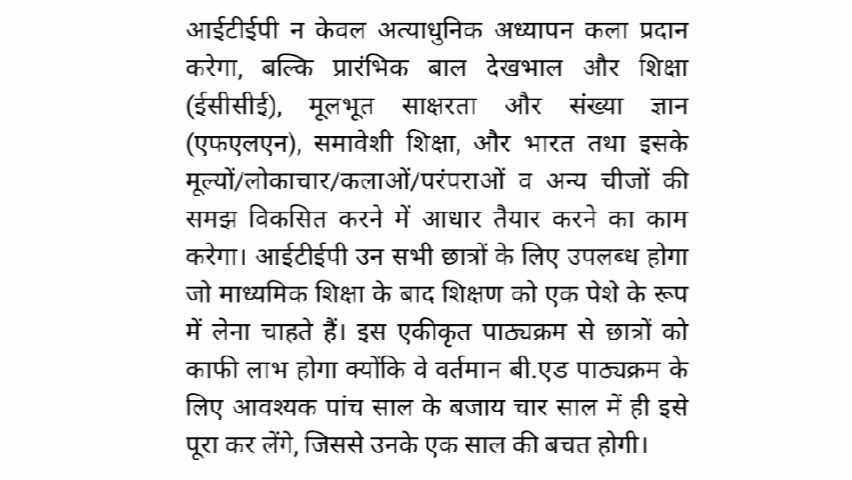 आईटीईपी न केवल अत्याधुनिक अध्यापन कला प्रदान
करेगा, बल्कि प्रारंभिक बाल देखभाल और शिक्षा
(ईसीसीई), मूलभूत साक्षरता और संख्या ज्ञान
(एफएलएन), समावेशी शिक्षा, और भारत तथा इसके
मूल्यों/लोकाचार/कलाओं/परंपराओं व अन्य चीजों की
समझ विकसित करने में आधार तैयार करने का काम
करेगा। आईटीईपी उन सभी छात्रों के लिए उपलब्ध होगा
जो माध्यमिक शिक्षा के बाद शिक्षण को एक पेशे के रूप
में लेना चाहते हैं। इस एकीकृत पाठ्यक्रम से छात्रों को
काफी लाभ होगा क्योंकि वे वर्तमान बी.एड पाठ्यक्रम के
लिए आवश्यक पांच साल के बजाय चार साल में ही इसे
पूरा कर लेंगे, जिससे उनके एक साल की बचत होगी।